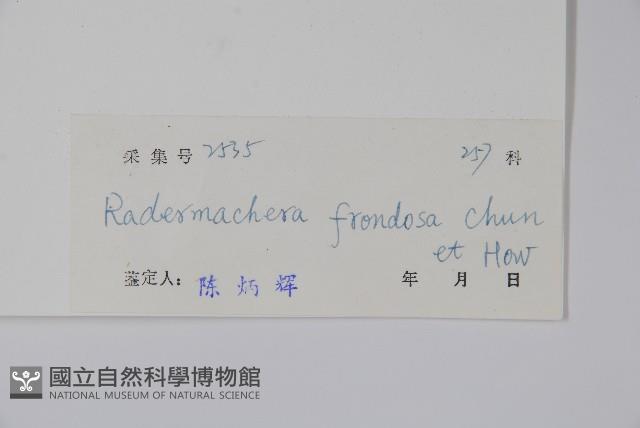 采集号 2535 257 科
Radermachera frondosa Chun
et How
鉴定人: 陈炳辉 年 月 日
國立自然科學博物館
NATIONAL MUSEUM OF NATURAL SCIENCE